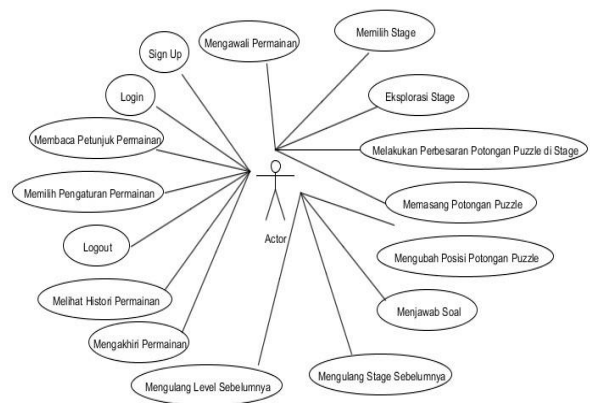 Memilih Stage
Mengawali Permainan
Sign Up
Login
Eksplorasi Stage
Membaca Petunjuk Permainan
Melakukan Perbesaran Potongan Puzzle di Stage
Memilih Pengaturan Permainan
Memasang Potongan Puzzle
Actor
Logout
Mengubah Posisi Potongan Puzzle
Melihat Histori Permainan
Menjawab Soal
Mengakhiri Permainan
Mengulang Level Sebelumnya
Mengulang Stage Sebelumnya